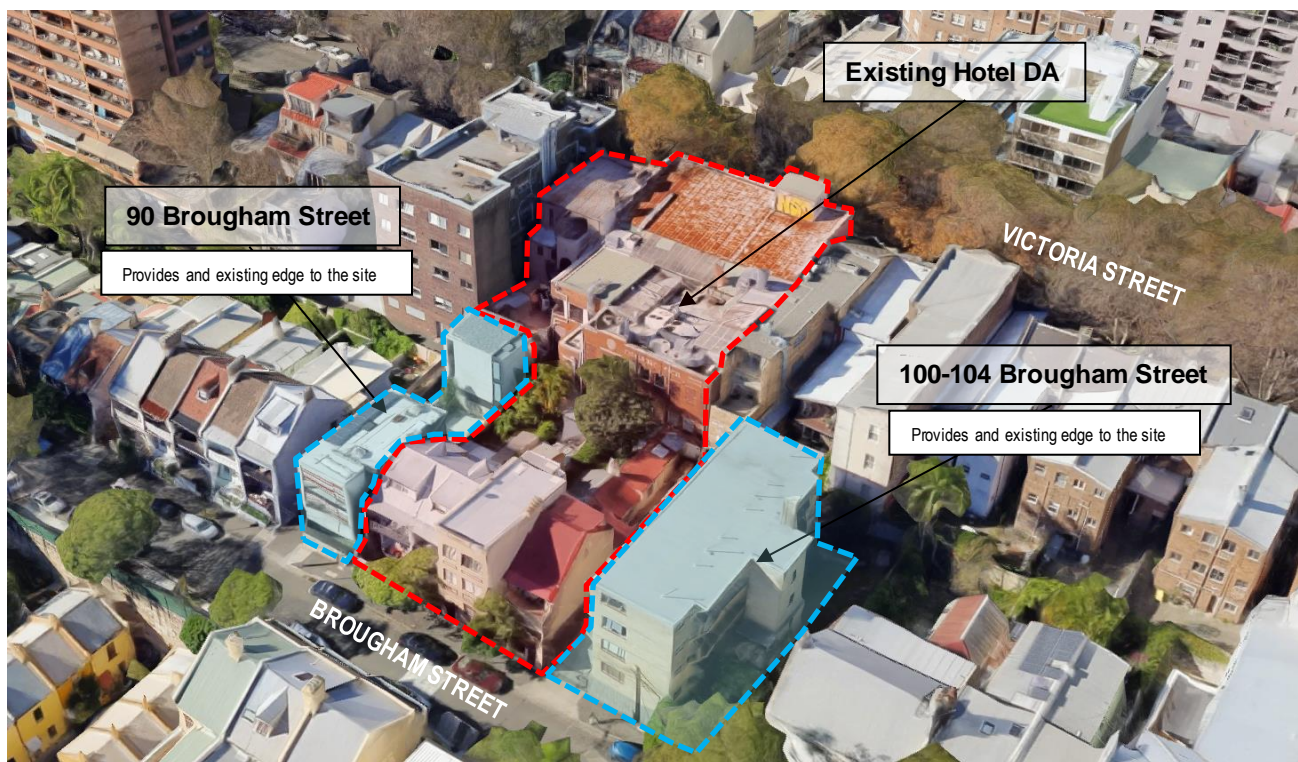 Existing Hotel DA
90 Brougham Street
Provides and existing edge to the site
VICTORIA STREET
100-104 Brougham Street
Provides and existing edge to the site
BROUGHAM STREET